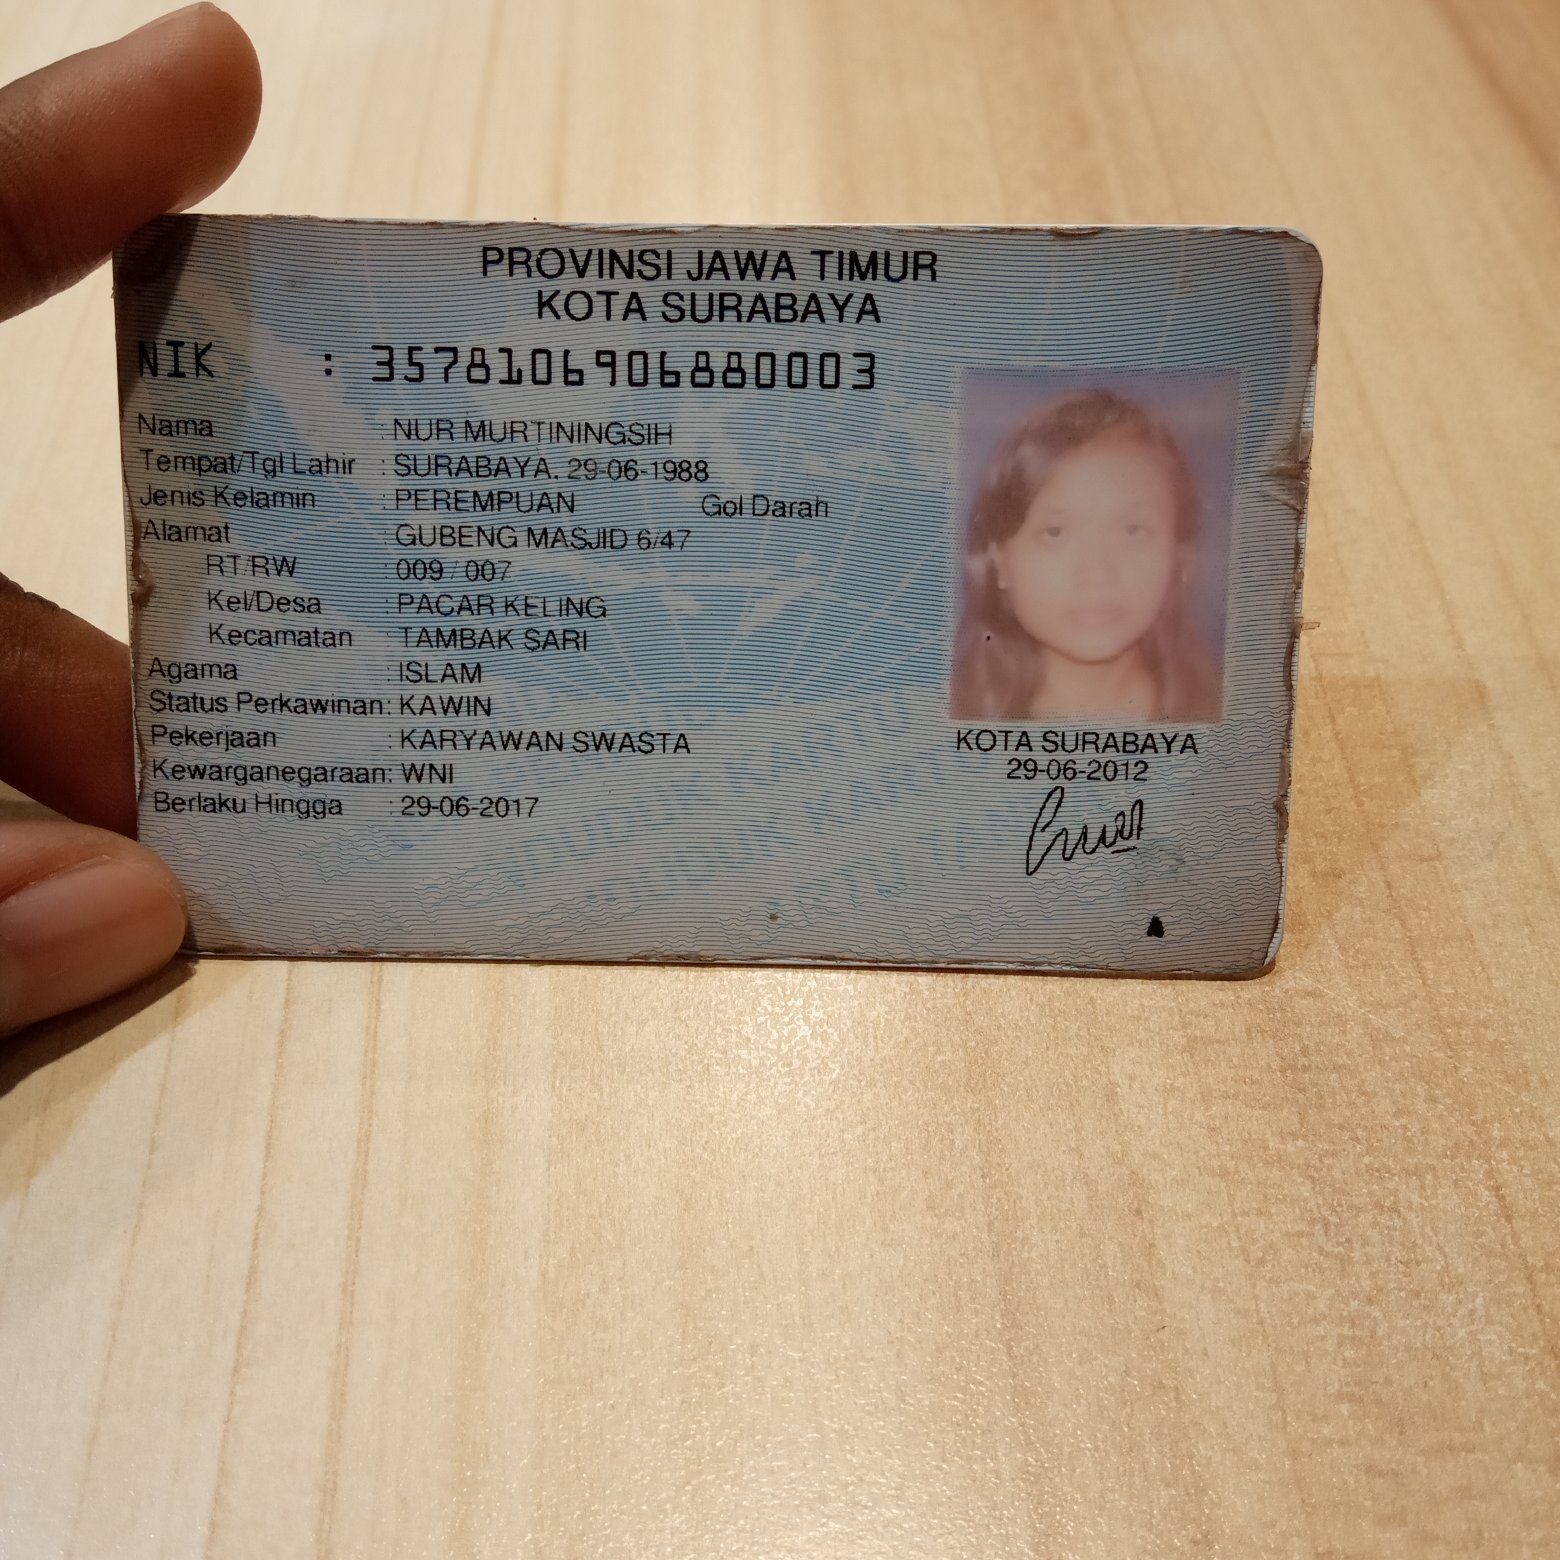 PROVINSI JAWA TIMUR
KOTA SURABAYA
NIK : 3578106906880003
Nama : NUR MURTININGSIH
Tempat/Tgl Lahir : SURABAYA, 29-06-1988
Jenis Kelamin : PEREMPUAN Gol Darah
Alamat : GUBENG MASJID 6/47
RT/RW : 009 / 007
Kel/Desa : PACAR KELING
Kecamatan : TAMBAK SARI
Agama : ISLAM
Status Perkawinan: KAWIN
Pekerjaan : KARYAWAN SWASTA
Kewarganegaraan: WNI
Berlaku Hingga : 29-06-2017
KOTA SURABAYA
29-06-2012